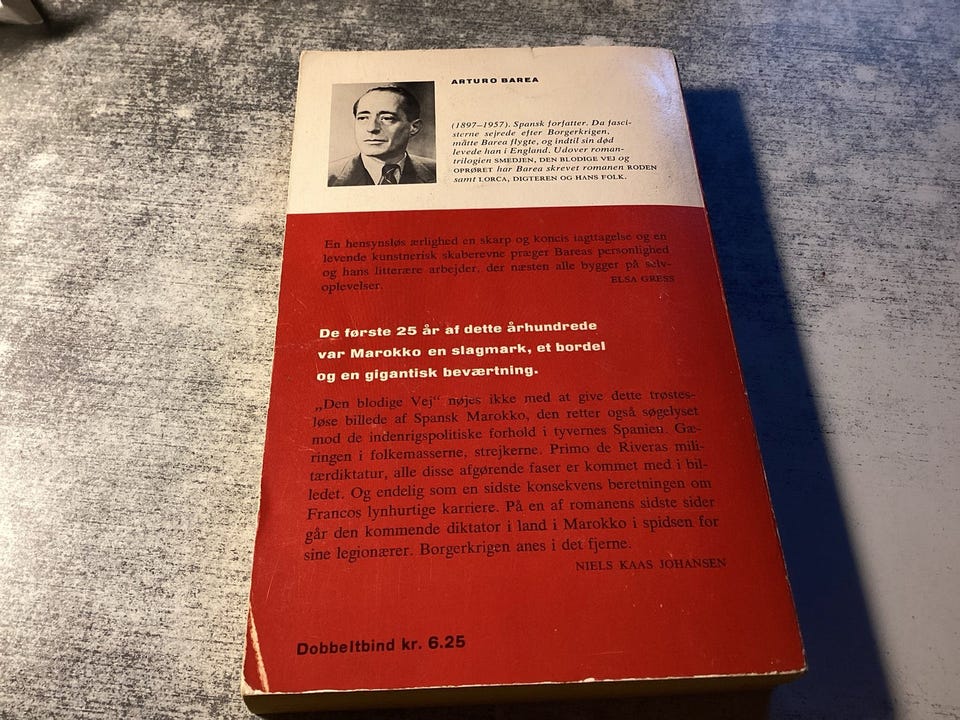 ARTURO BAREA
(1897-1957). Spansk forfatter. Da fasci-
sterne sejrede efter Borgerkrigen,
måtte Barea flygte, og indtil sin død
levede han i England. Udover roman-
trilogien SMEDJEN, DEN BLODIGE VEJ og
OPRØRET har Barea skrevet romanen RODEN
samt LORCA, DIGTEREN OG HANS FOLK.
En hensynsløs ærlighed en skarp og koncis iagttagelse og en
levende kunstnerisk skaberevne præger Bareas personlighed
og hans litterære arbejder, der næsten alle bygger på selv-
oplevelser.
ELSA GRESS
De første 25 år af dette århundrede
var Marokko en slagmark, et bordel
og en gigantisk beværtning.
„Den blodige Vej“ nøjes ikke med at give dette trøstes-
løse billede af Spansk Marokko, den retter også søgelyset
mod de indenrigspolitiske forhold i tyvernes Spanien. Gæ-
ringen i folkemasserne, strejkerne. Primo de Riveras mili-
tærdiktatur, alle disse afgørende faser er kommet med i bil-
ledet. Og endelig som en sidste konsekvens beretningen om
Francos lynhurtige karriere. På en af romanens sidste sider
går den kommende diktator i land i Marokko i spidsen for
sine legionærer. Borgerkrigen anes i det fjerne.
NIELS KAAS JOHANSEN
Dobbeltbind kr. 6.25